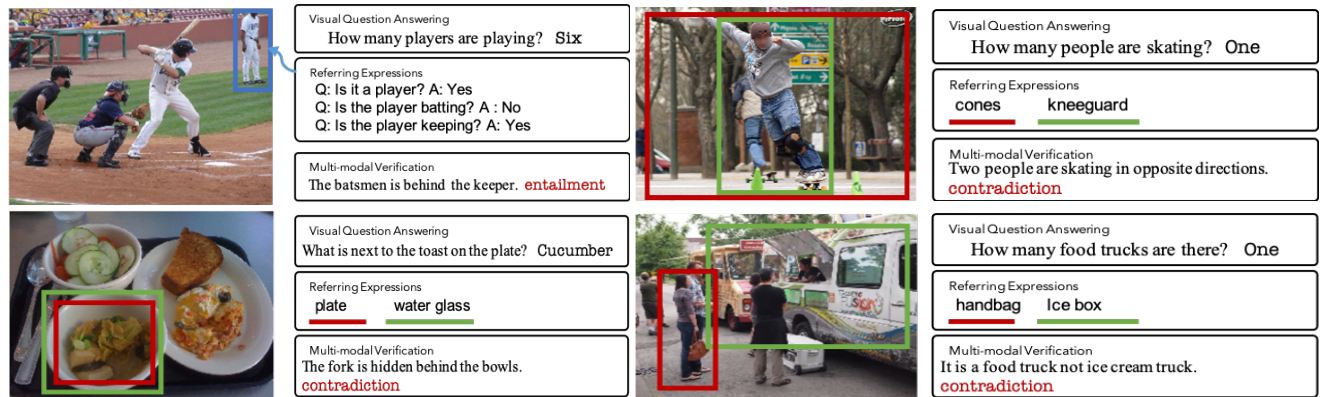 Visual Question Answering
How many players are playing? Six
Referring Expressions
Q: Is it a player? A: Yes
Q: Is the player batting? A : No
Q: Is the player keeping? A: Yes
Multi-modal Verification
The batsmen is behind the keeper. entailment
Visual Question Answering
How many people are skating? One
Referring Expressions
cones kneeguard
Multi-modal Verification
Two people are skating in opposite directions.
contradiction
Visual Question Answering
What is next to the toast on the plate? Cucumber
Referring Expressions
plate water glass
Multi-modal Verification
The fork is hidden behind the bowls.
contradiction
Visual Question Answering
How many food trucks are there? One
Referring Expressions
handbag Ice box
Multi-modal Verification
It is a food truck not ice cream truck.
contradiction